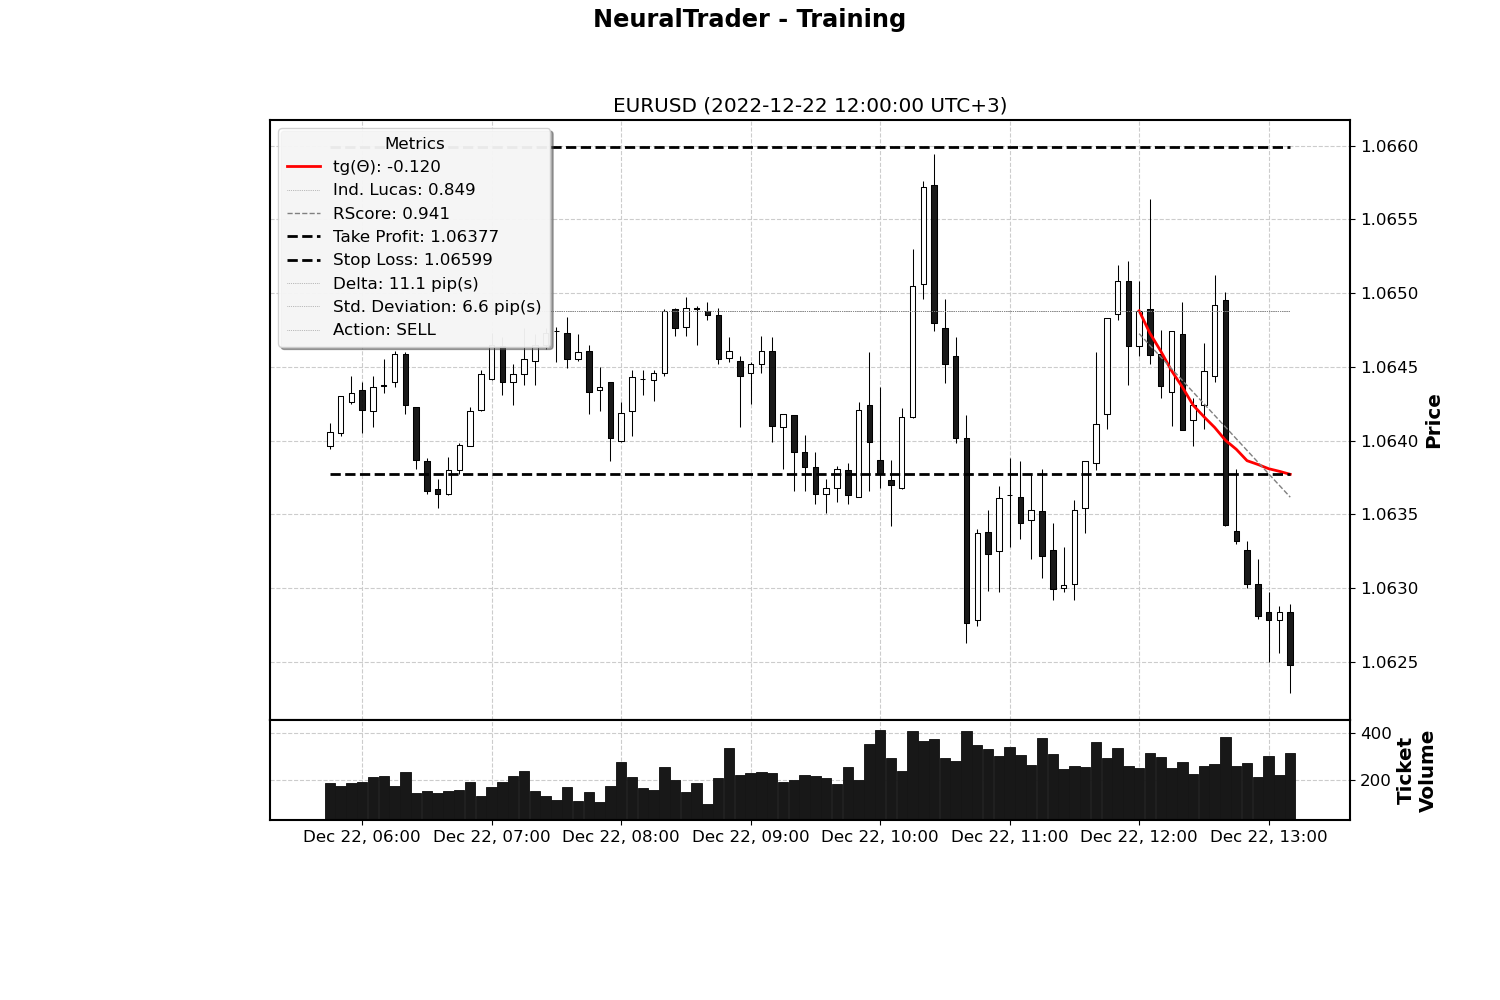 NeuralTrader - Training
EURUSD (2022-12-22 12:00:00 UTC+3)
Metrics
tg(Θ): -0.120
Ind. Lucas: 0.849
RScore: 0.941
Take Profit: 1.06377
Stop Loss: 1.06599
Delta: 11.1 pip(s)
Std. Deviation: 6.6 pip(s)
Action: SELL
1.0660
1.0655
1.0650
1.0645
1.0640
1.0635
1.0630
1.0625
Price
400
200
Ticket
Volume
Dec 22, 06:00
Dec 22, 07:00
Dec 22, 08:00
Dec 22, 09:00
Dec 22, 10:00
Dec 22, 11:00
Dec 22, 12:00
Dec 22, 13:00